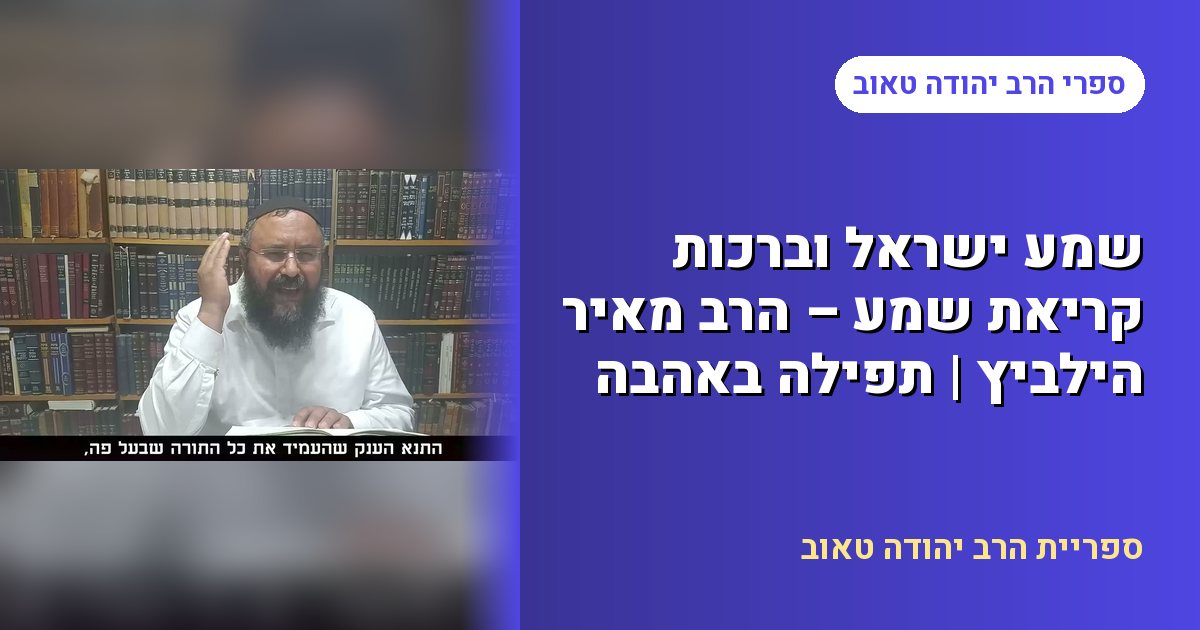 ספרי הרב יהודה טאוב
שמע ישראל וברכות
קריאת שמע – הרב מאיר
הילביץ | תפילה באהבה
ספריית הרב יהודה טאוב
התנא הענק שהעמיד את כל התורה שבעל פה,